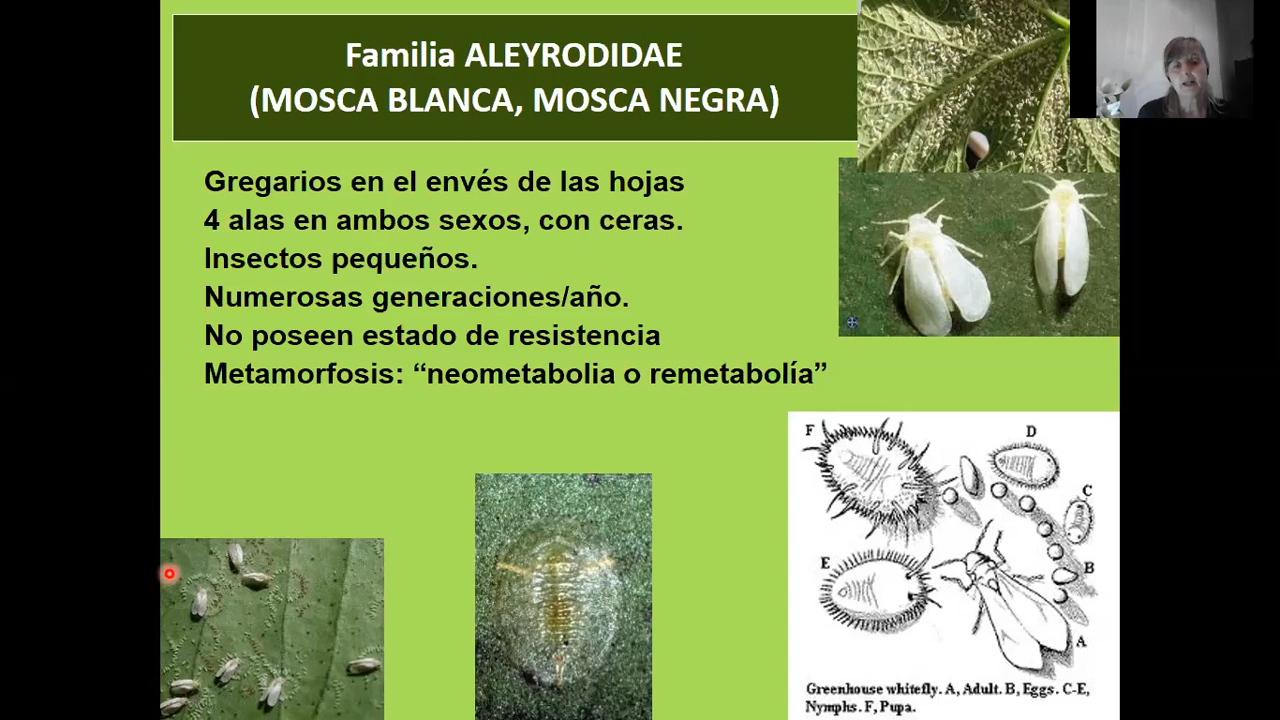 Familia ALEYRODIDAE
(MOSCA BLANCA, MOSCA NEGRA)
Gregarios en el envés de las hojas
4 alas en ambos sexos, con ceras.
Insectos pequeños.
Numerosas generaciones/año.
No poseen estado de resistencia
Metamorfosis: “neometabolia o remetabolía”
F
D
C
E
B
A
Greenhouse whitefly. A, Adult. B, Eggs. C-E,
Nymphs. F, Pupa.